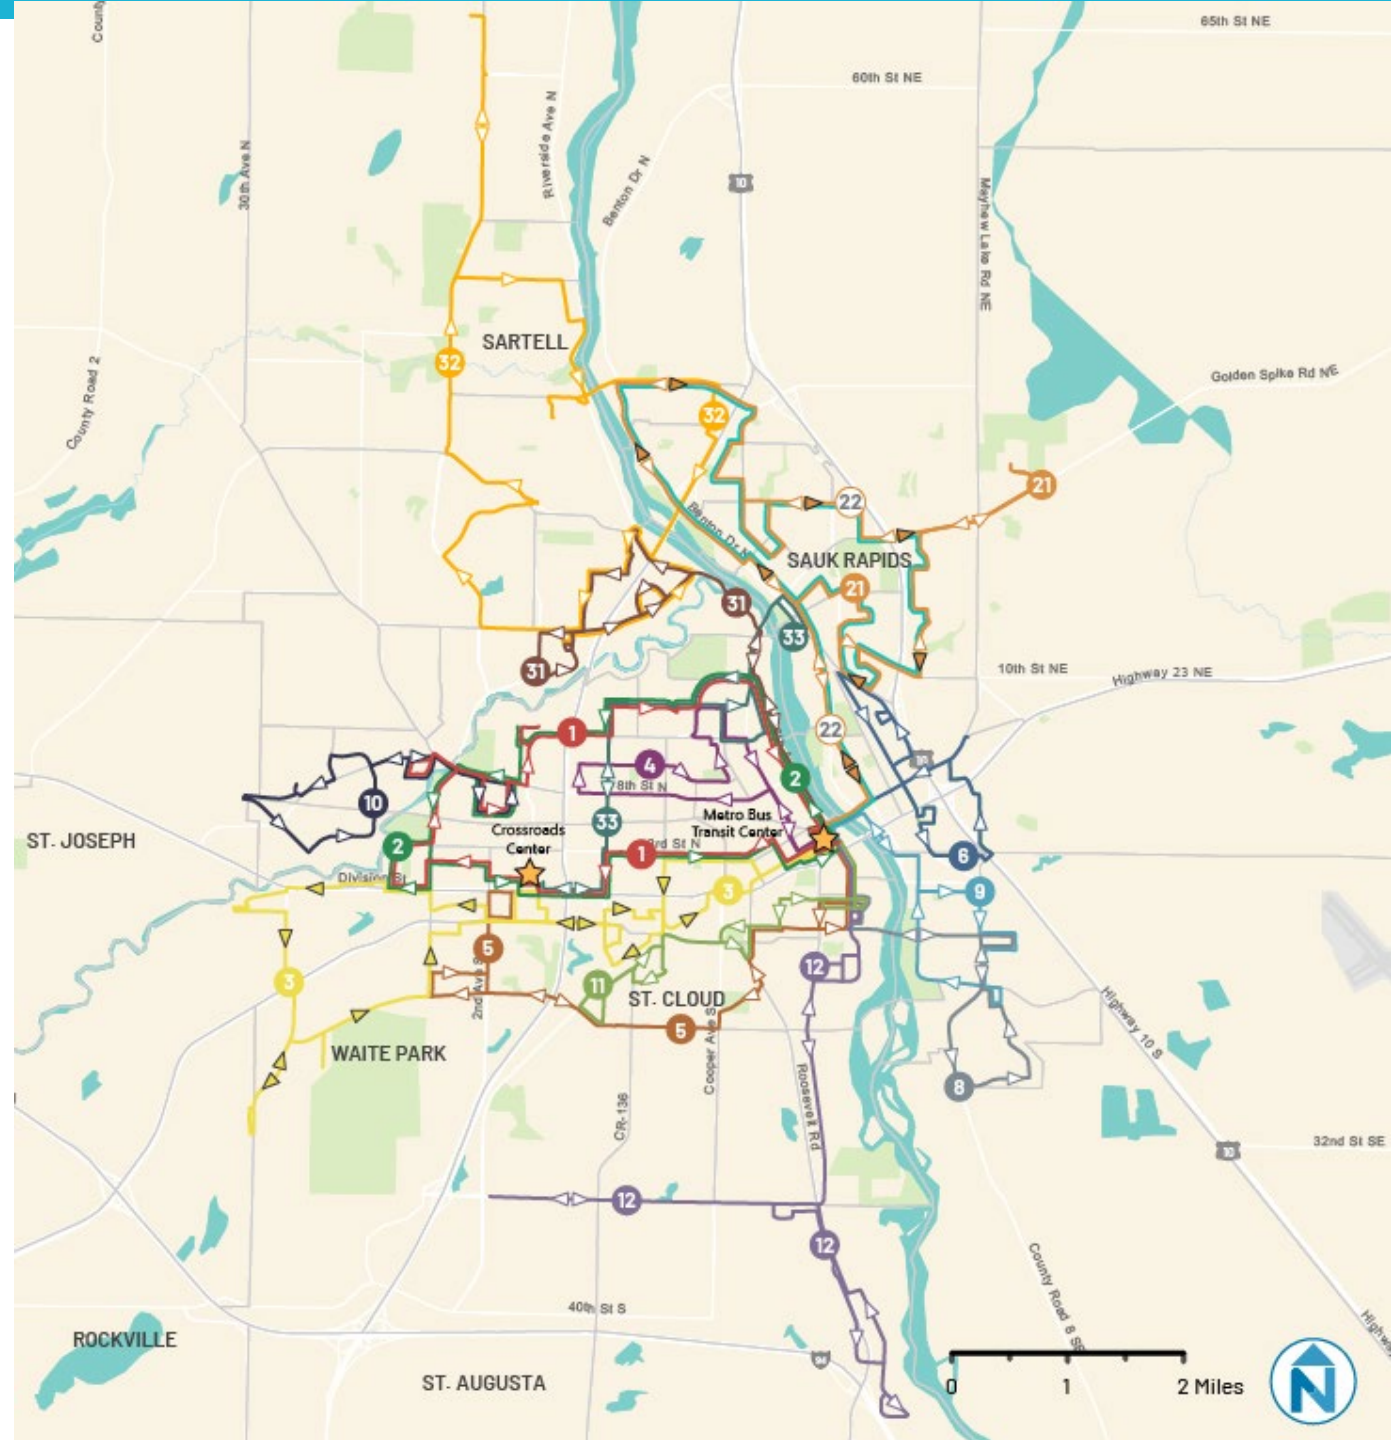 County
65th St NE
60th St NE
Riverside Ave N
30th Ave N
Benton Dr N
10
Mayhew Lake Rd NE
SARTELL
32
County Road 2
Golden Spike Rd NE
32
21
22
Benton Dr N
SAUK RAPIDS
21
31
33
31
10th St NE
Highway 23 NE
1
22
4
2
8th St N
10
Metro Bus
Transit Center
33
Crossroads
Center
3rd St N
ST. JOSEPH
2
1
6
Division St
3
9
5
12
3
11
2nd Ave S
ST. CLOUD
5
Cooper Ave S
Highway 10 S
WAITE PARK
Roosevelt Rd
8
CR-136
10
32nd St SE
12
12
County Road 8 SE
40th St S
Highway
ROCKVILLE
94
ST. AUGUSTA
0 1 2 Miles
N